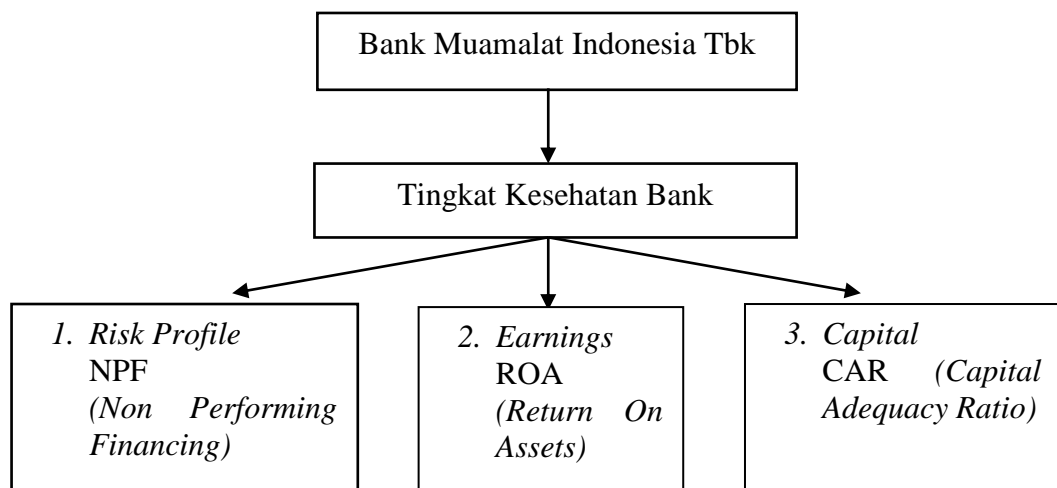 Bank Muamalat Indonesia Tbk
Tingkat Kesehatan Bank
1. Risk Profile
NPF
(Non Performing
Financing)
2. Earnings
ROA
(Return On
Assets)
3. Capital
CAR (Capital
Adequacy Ratio)